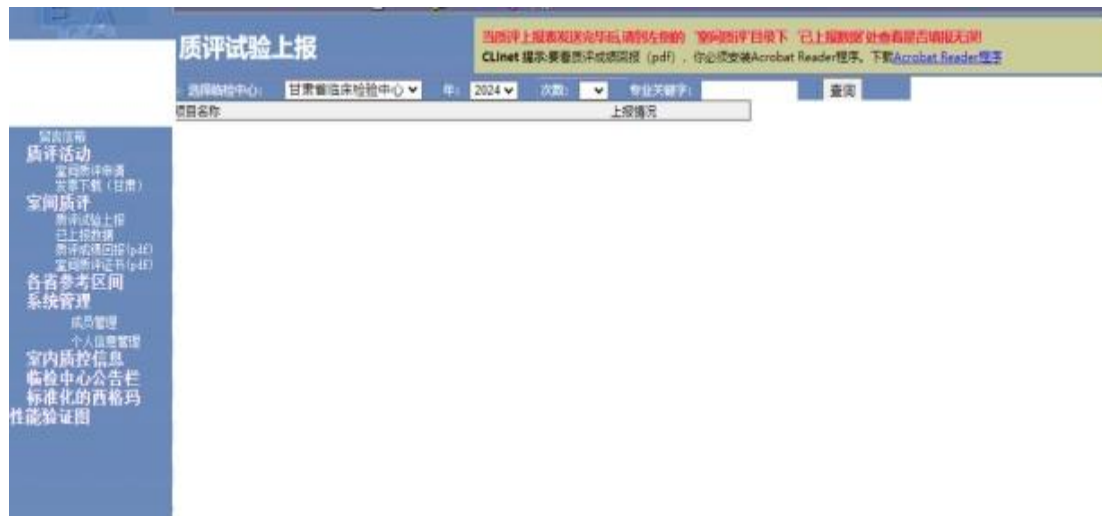 质评试验上报
当质评上报表发送完毕后,请到左侧的 "室间质评"目录下 "已上报数据"处查看是否填报无误!
CLInet 提示:要看质评成绩回报 (pdf) , 你必须安装Acrobat Reader程序。下载Acrobat Reader程序
选择临检中心: 甘肃省临床检验中心 年: 2024 次数: 专业关键字: 查询
项目名称 上报情况
留言信箱
质评活动
室间质评申请
发票下载 (甘肃)
室间质评
质评试验上报
已上报数据
质评成绩回报(pdf)
室间质评证书(pdf)
各省参考区间
系统管理
成员管理
个人信息管理
室内质控信息
临检中心公告栏
标准化的西格玛
性能验证图